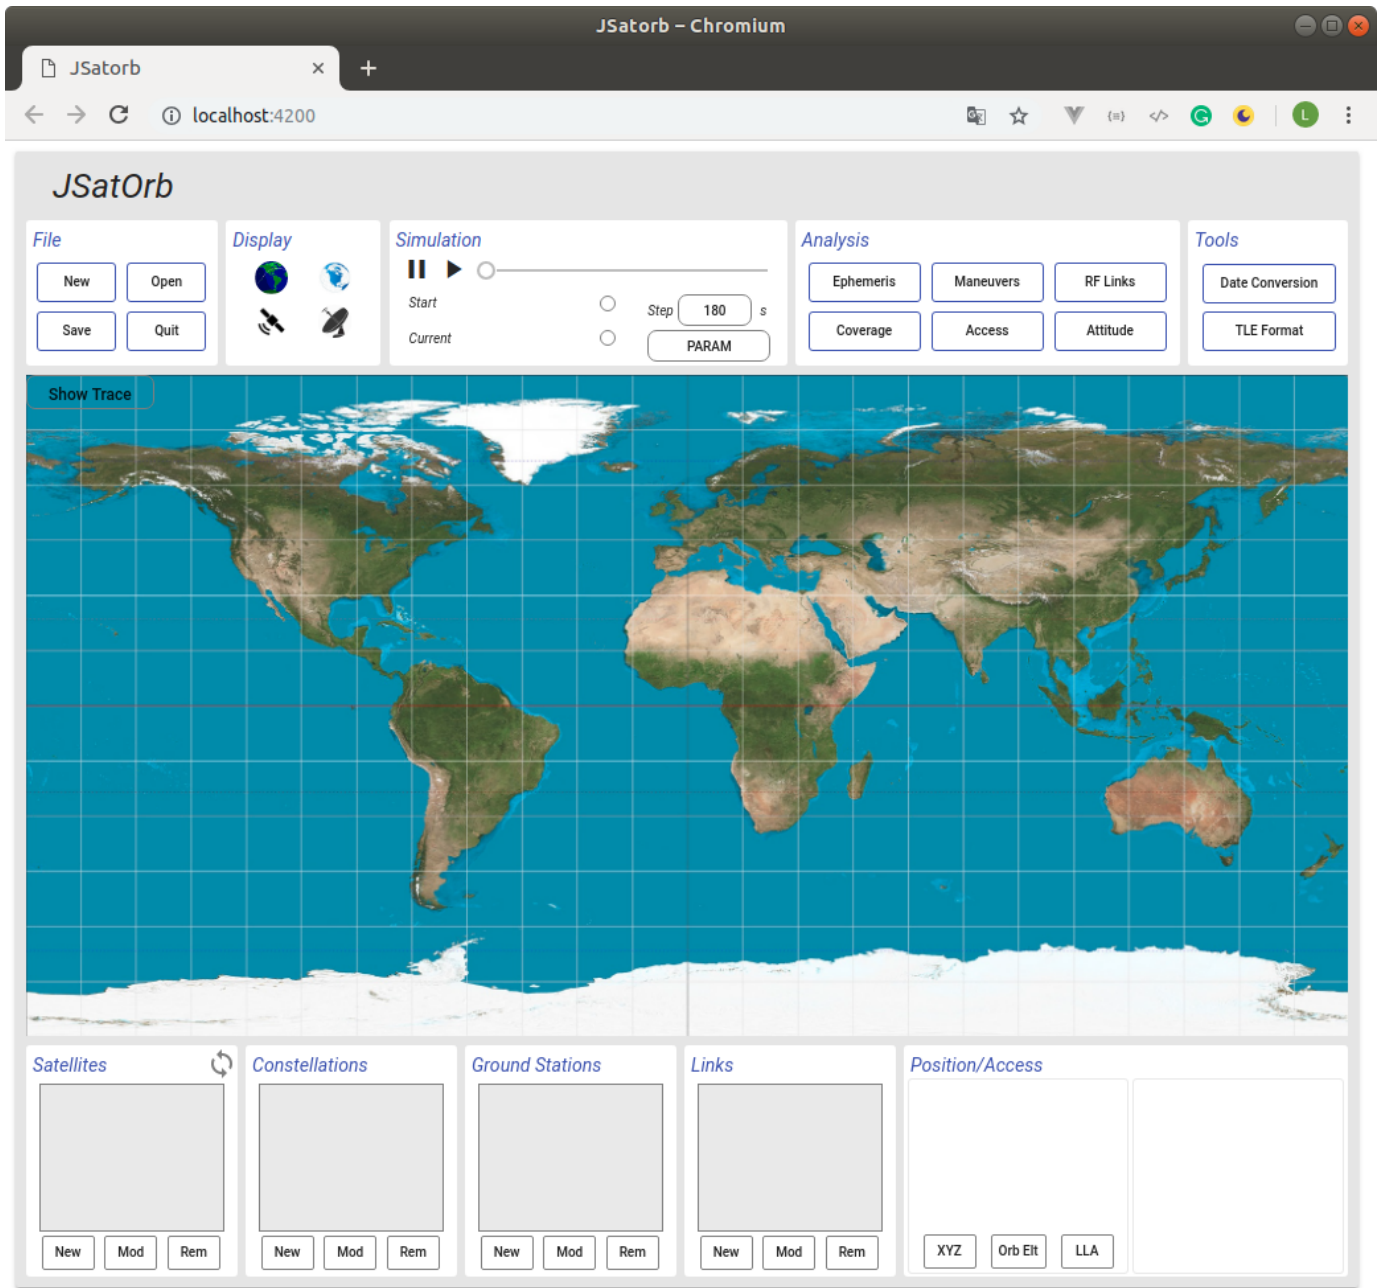 JSatorb – Chromium
JSatorb
localhost:4200
L
JSatOrb
File
New Open
Save Quit
Display
Simulation
Start
Current
Step 180 s
PARAM
Analysis
Ephemeris Maneuvers RF Links
Coverage Access Attitude
Tools
Date Conversion
TLE Format
Show Trace
Satellites
New Mod Rem
Constellations
New Mod Rem
Ground Stations
New Mod Rem
Links
New Mod Rem
Position/Access
XYZ Orb Elt LLA